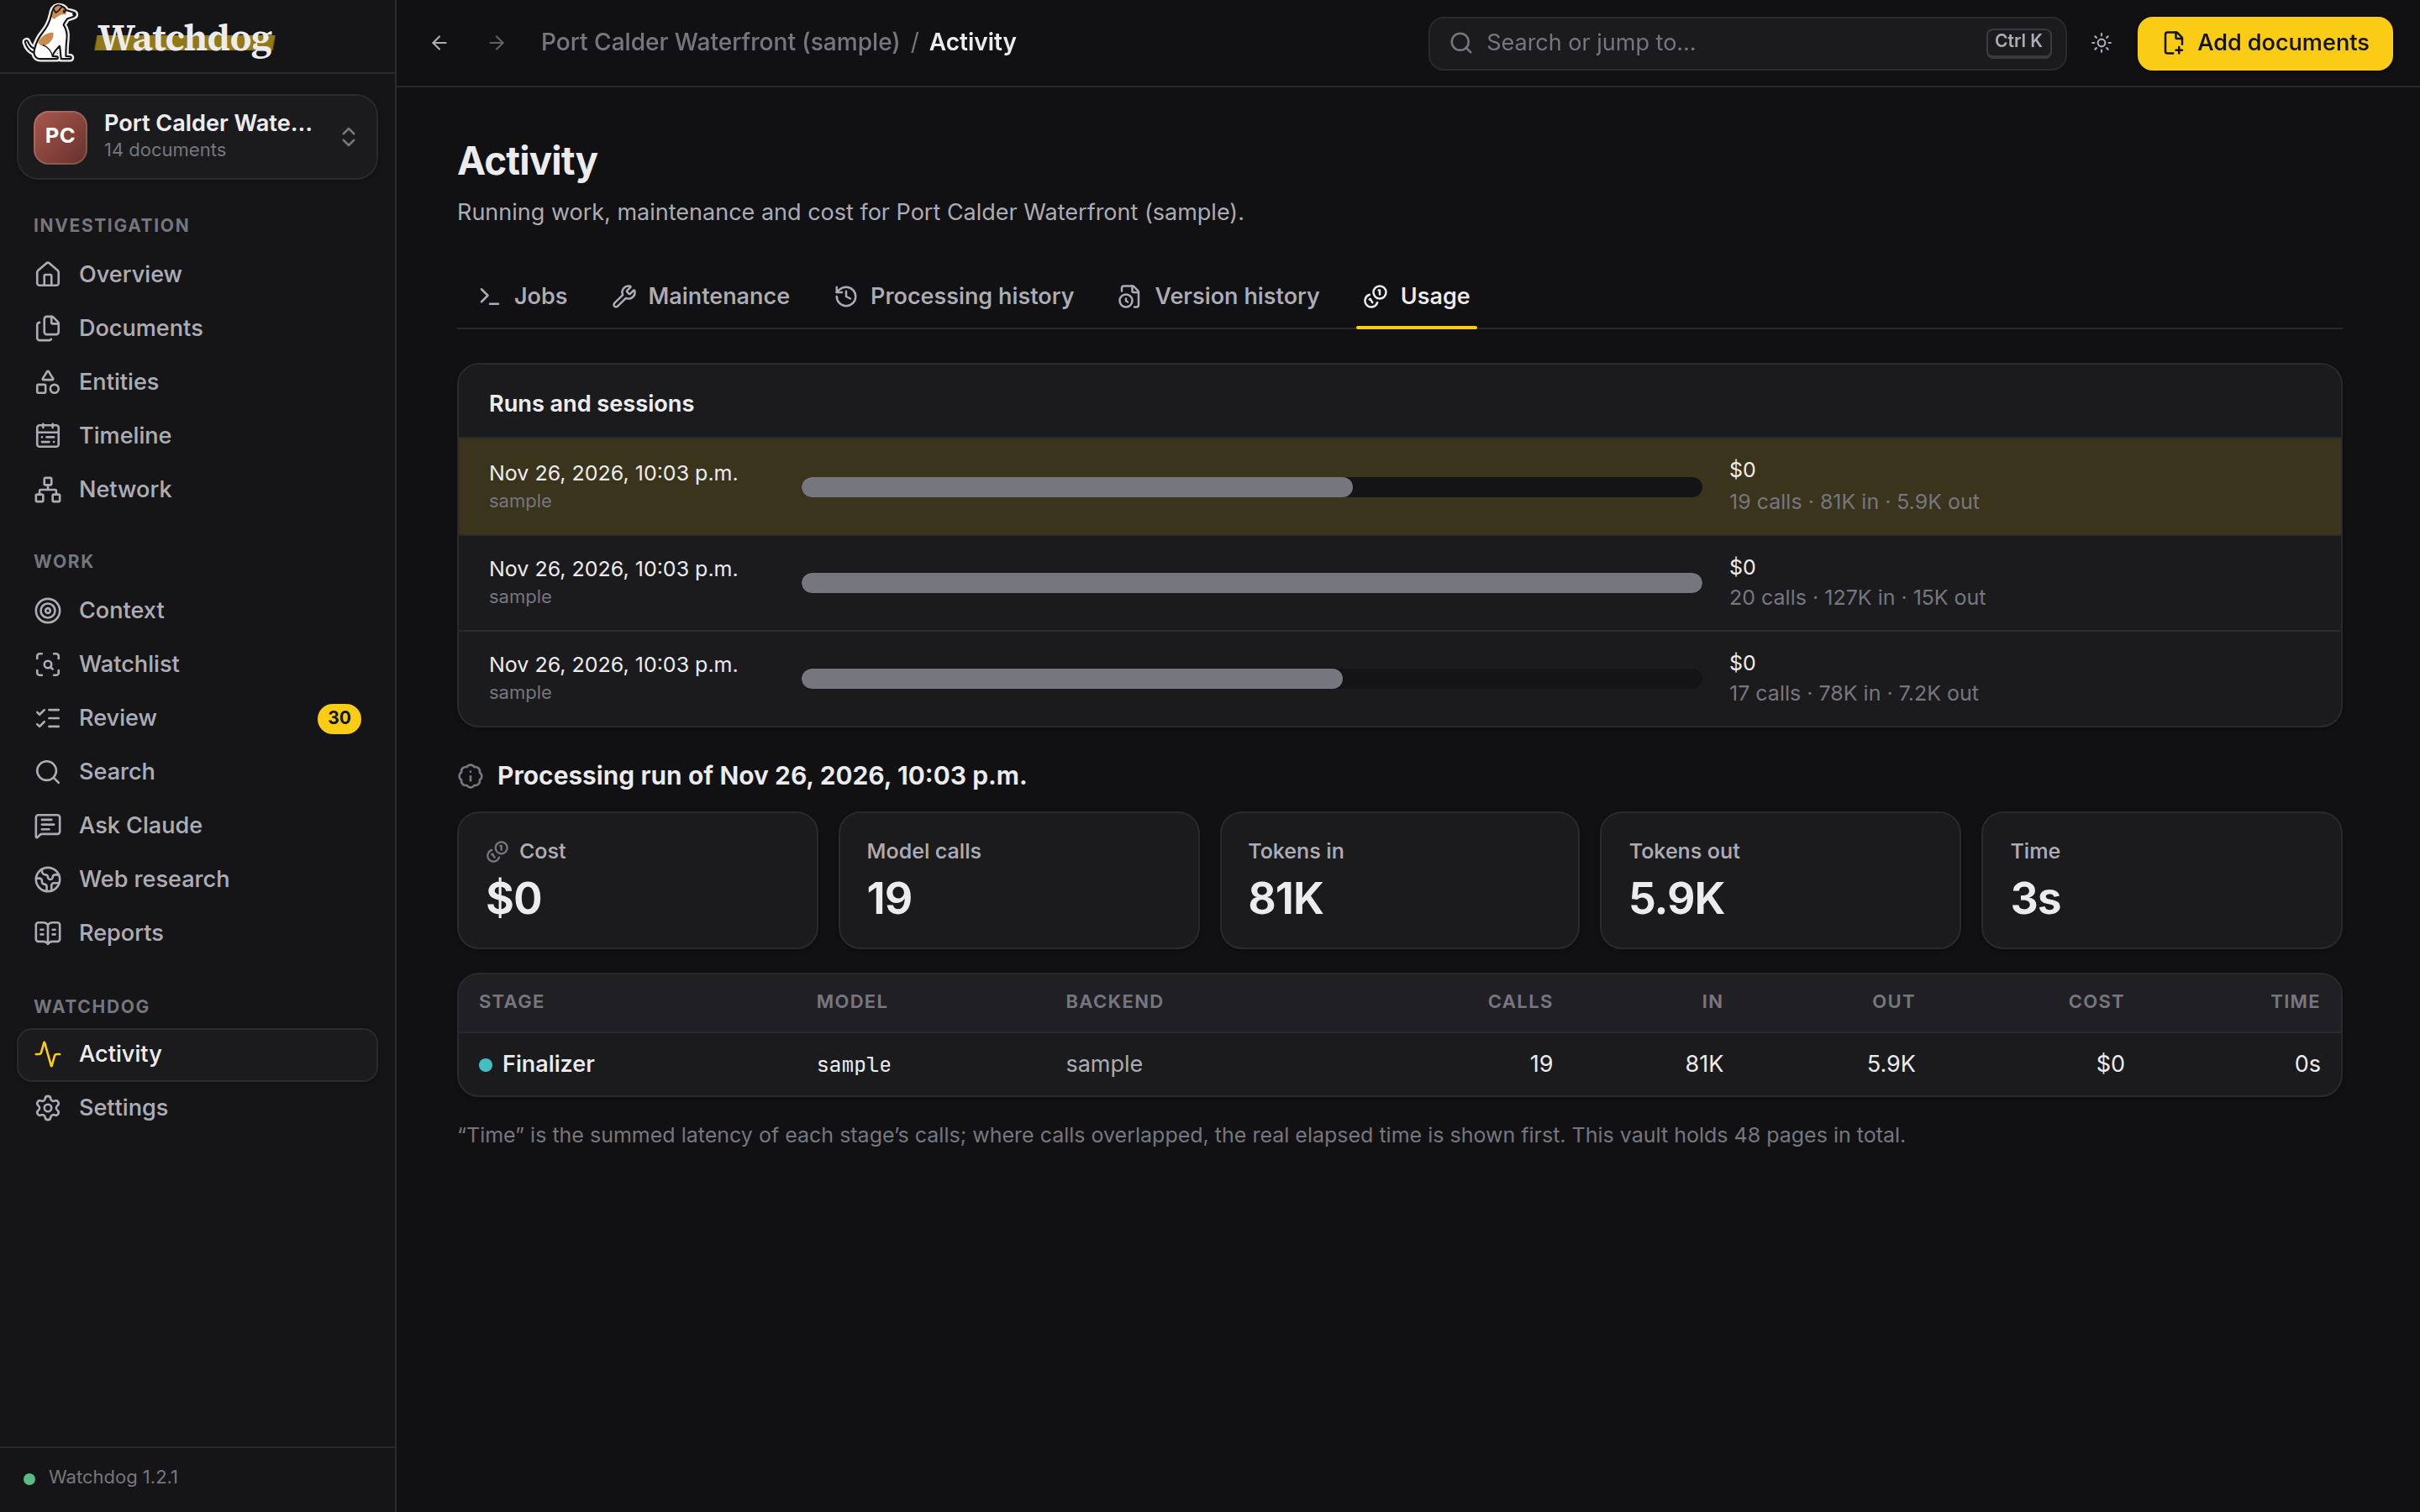 Watchdog
Port Calder Waterfront (sample) / Activity
Search or jump to...
Ctrl K
Add documents
PC
Port Calder Wate...
14 documents
INVESTIGATION
Overview
Documents
Entities
Timeline
Network
WORK
Context
Watchlist
Review
30
Search
Ask Claude
Web research
Reports
WATCHDOG
Activity
Settings
Watchdog 1.2.1
Activity
Running work, maintenance and cost for Port Calder Waterfront (sample).
Jobs
Maintenance
Processing history
Version history
Usage
Runs and sessions
Nov 26, 2026, 10:03 p.m.
sample
$0
19 calls · 81K in · 5.9K out
Nov 26, 2026, 10:03 p.m.
sample
$0
20 calls · 127K in · 15K out
Nov 26, 2026, 10:03 p.m.
sample
$0
17 calls · 78K in · 7.2K out
Processing run of Nov 26, 2026, 10:03 p.m.
Cost
$0
Model calls
19
Tokens in
81K
Tokens out
5.9K
Time
3s
STAGE MODEL BACKEND CALLS IN OUT COST TIME
Finalizer sample sample 19 81K 5.9K $0 0s
“Time” is the summed latency of each stage’s calls; where calls overlapped, the real elapsed time is shown first. This vault holds 48 pages in total.